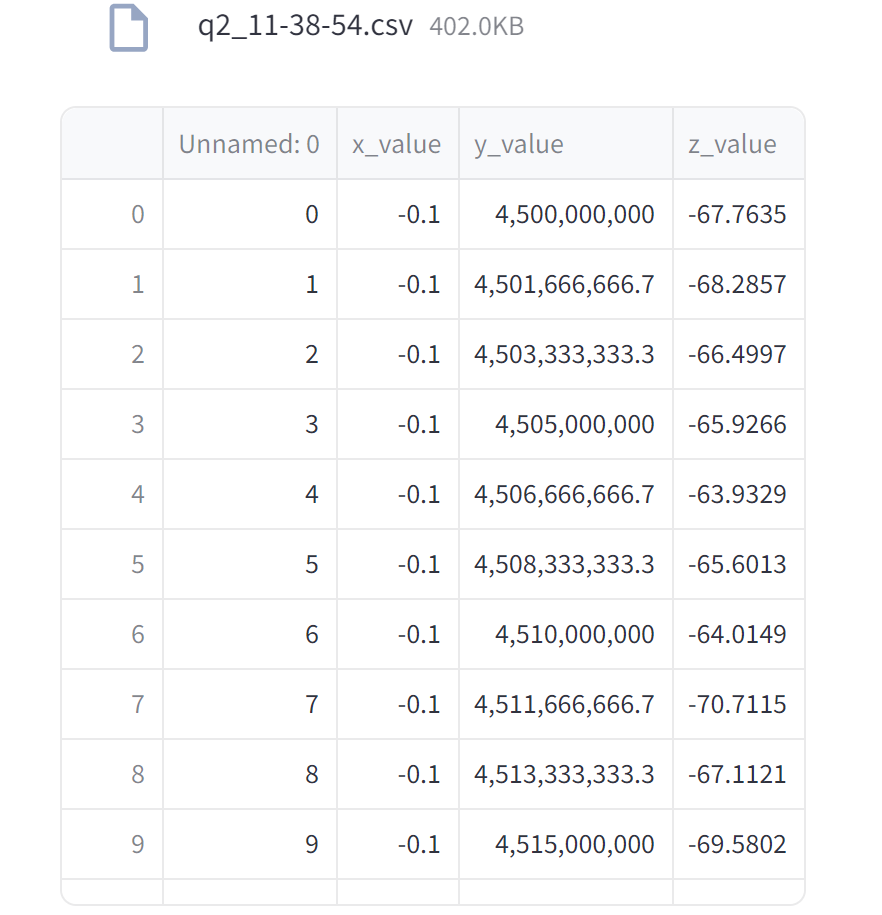 q2_11-38-54.csv 402.0KB
Unnamed: 0 x_value y_value z_value
0 0 -0.1 4,500,000,000 -67.7635
1 1 -0.1 4,501,666,666.7 -68.2857
2 2 -0.1 4,503,333,333.3 -66.4997
3 3 -0.1 4,505,000,000 -65.9266
4 4 -0.1 4,506,666,666.7 -63.9329
5 5 -0.1 4,508,333,333.3 -65.6013
6 6 -0.1 4,510,000,000 -64.0149
7 7 -0.1 4,511,666,666.7 -70.7115
8 8 -0.1 4,513,333,333.3 -67.1121
9 9 -0.1 4,515,000,000 -69.5802